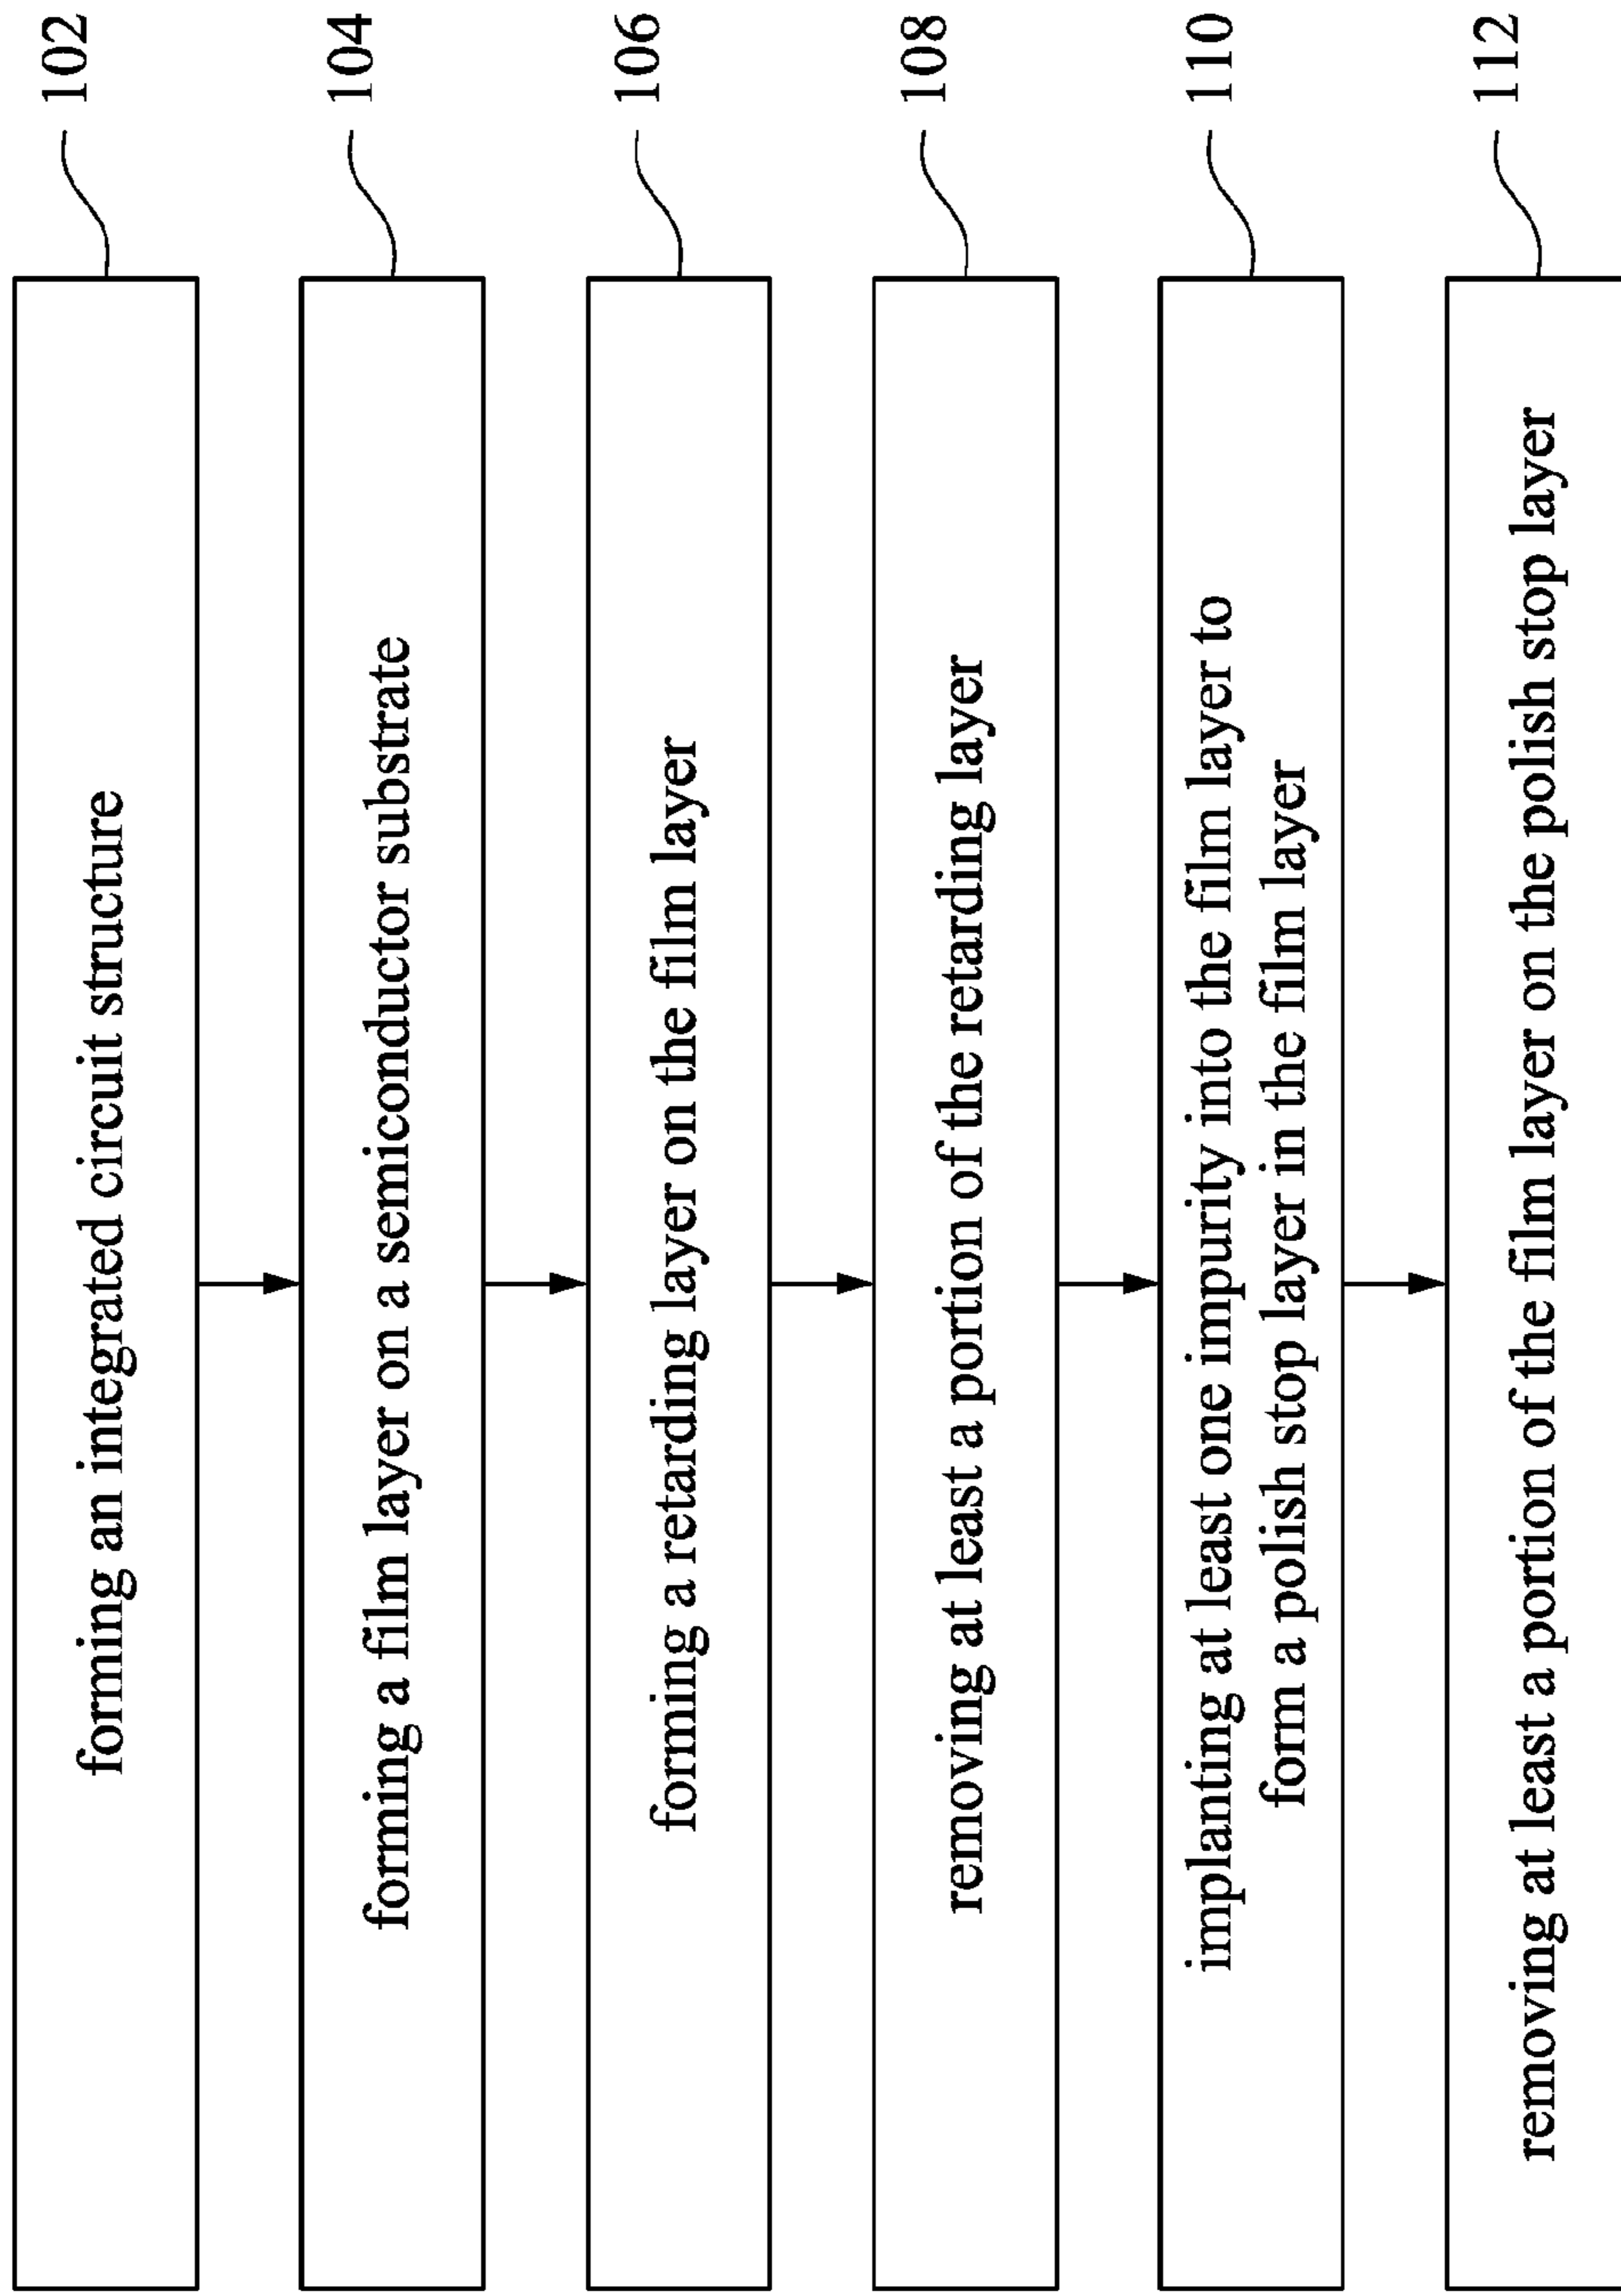 forming an integrated circuit structure
102
forming a film layer on a semiconductor substrate
104
forming a retarding layer on the film layer
106
removing at least a portion of the retarding layer
108
implanting at least one impurity into the film layer to
form a polish stop layer in the film layer
110
removing at least a portion of the film layer on the polish stop layer
112